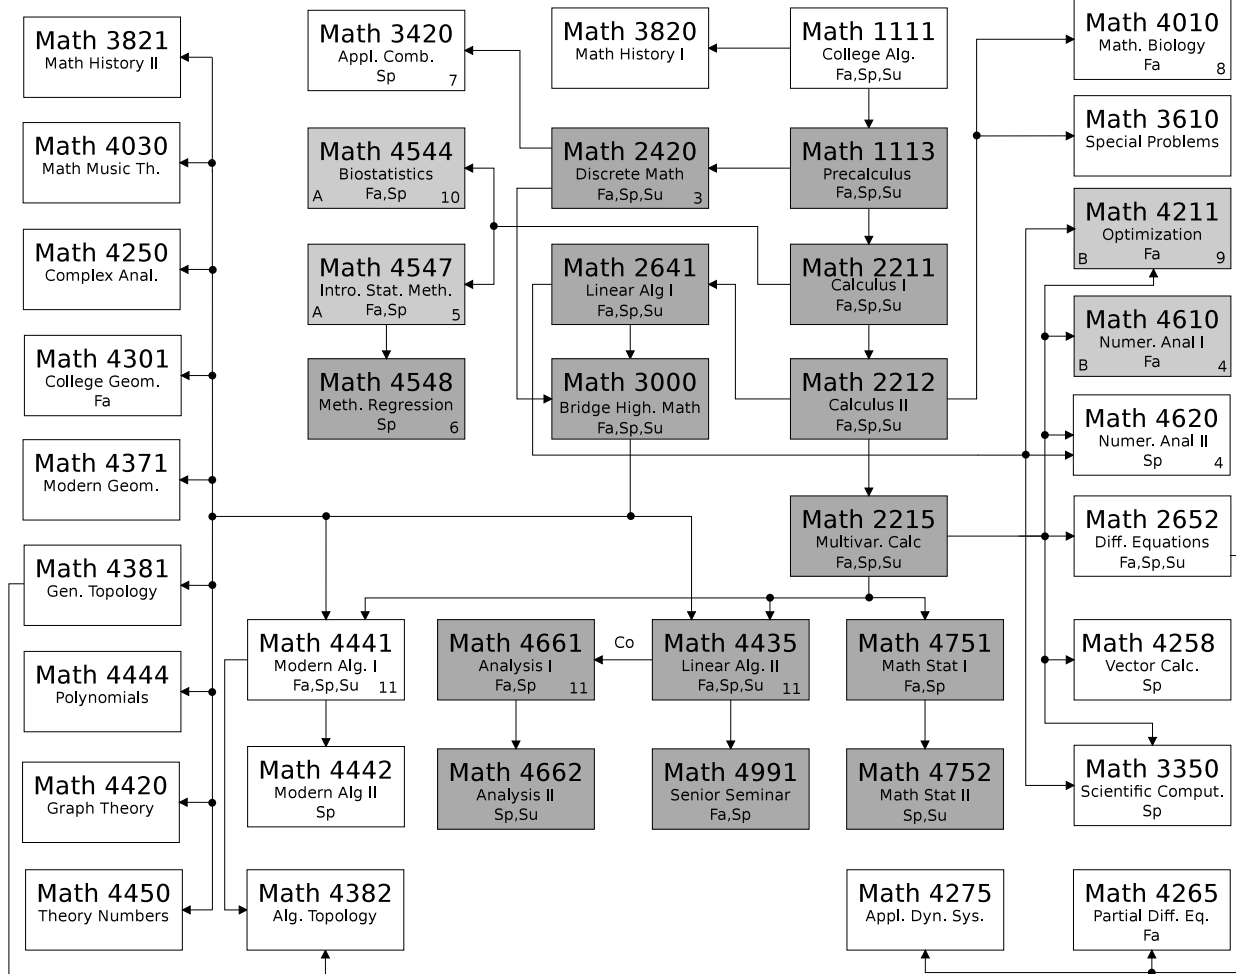 Math 3821
Math History II
Math 3420
Appl. Comb.
Sp
7
Math 3820
Math History I
Math 1111
College Alg.
Fa,Sp,Su
Math 4010
Math. Biology
Fa
8
Math 4030
Math Music Th.
Math 4544
Biostatistics
Fa,Sp
A
10
Math 2420
Discrete Math
Fa,Sp,Su
3
Math 1113
Precalculus
Fa,Sp,Su
Math 3610
Special Problems
Math 4211
Optimization
Fa
B
9
Math 4250
Complex Anal.
Math 4547
Intro. Stat. Meth.
Fa,Sp
A
5
Math 2641
Linear Alg I
Fa,Sp,Su
Math 2211
Calculus I
Fa,Sp,Su
Math 4610
Numer. Anal I
Fa
B
4
Math 4301
College Geom.
Fa
Math 4548
Meth. Regression
Sp
6
Math 3000
Bridge High. Math
Fa,Sp,Su
Math 2212
Calculus II
Fa,Sp,Su
Math 4620
Numer. Anal II
Sp
4
Math 4371
Modern Geom.
Math 2215
Multivar. Calc
Fa,Sp,Su
Math 2652
Diff. Equations
Fa,Sp,Su
Math 4381
Gen. Topology
Math 4441
Modern Alg. I
Fa,Sp,Su
11
Math 4661
Analysis I
Fa,Sp
11
Co
Math 4435
Linear Alg. II
Fa,Sp,Su
11
Math 4751
Math Stat I
Fa,Sp
Math 4258
Vector Calc.
Sp
Math 4444
Polynomials
Math 4442
Modern Alg II
Sp
Math 4662
Analysis II
Sp,Su
Math 4991
Senior Seminar
Fa,Sp
Math 4752
Math Stat II
Sp,Su
Math 3350
Scientific Comput.
Sp
Math 4420
Graph Theory
Math 4450
Theory Numbers
Math 4382
Alg. Topology
Math 4275
Appl. Dyn. Sys.
Math 4265
Partial Diff. Eq.
Fa